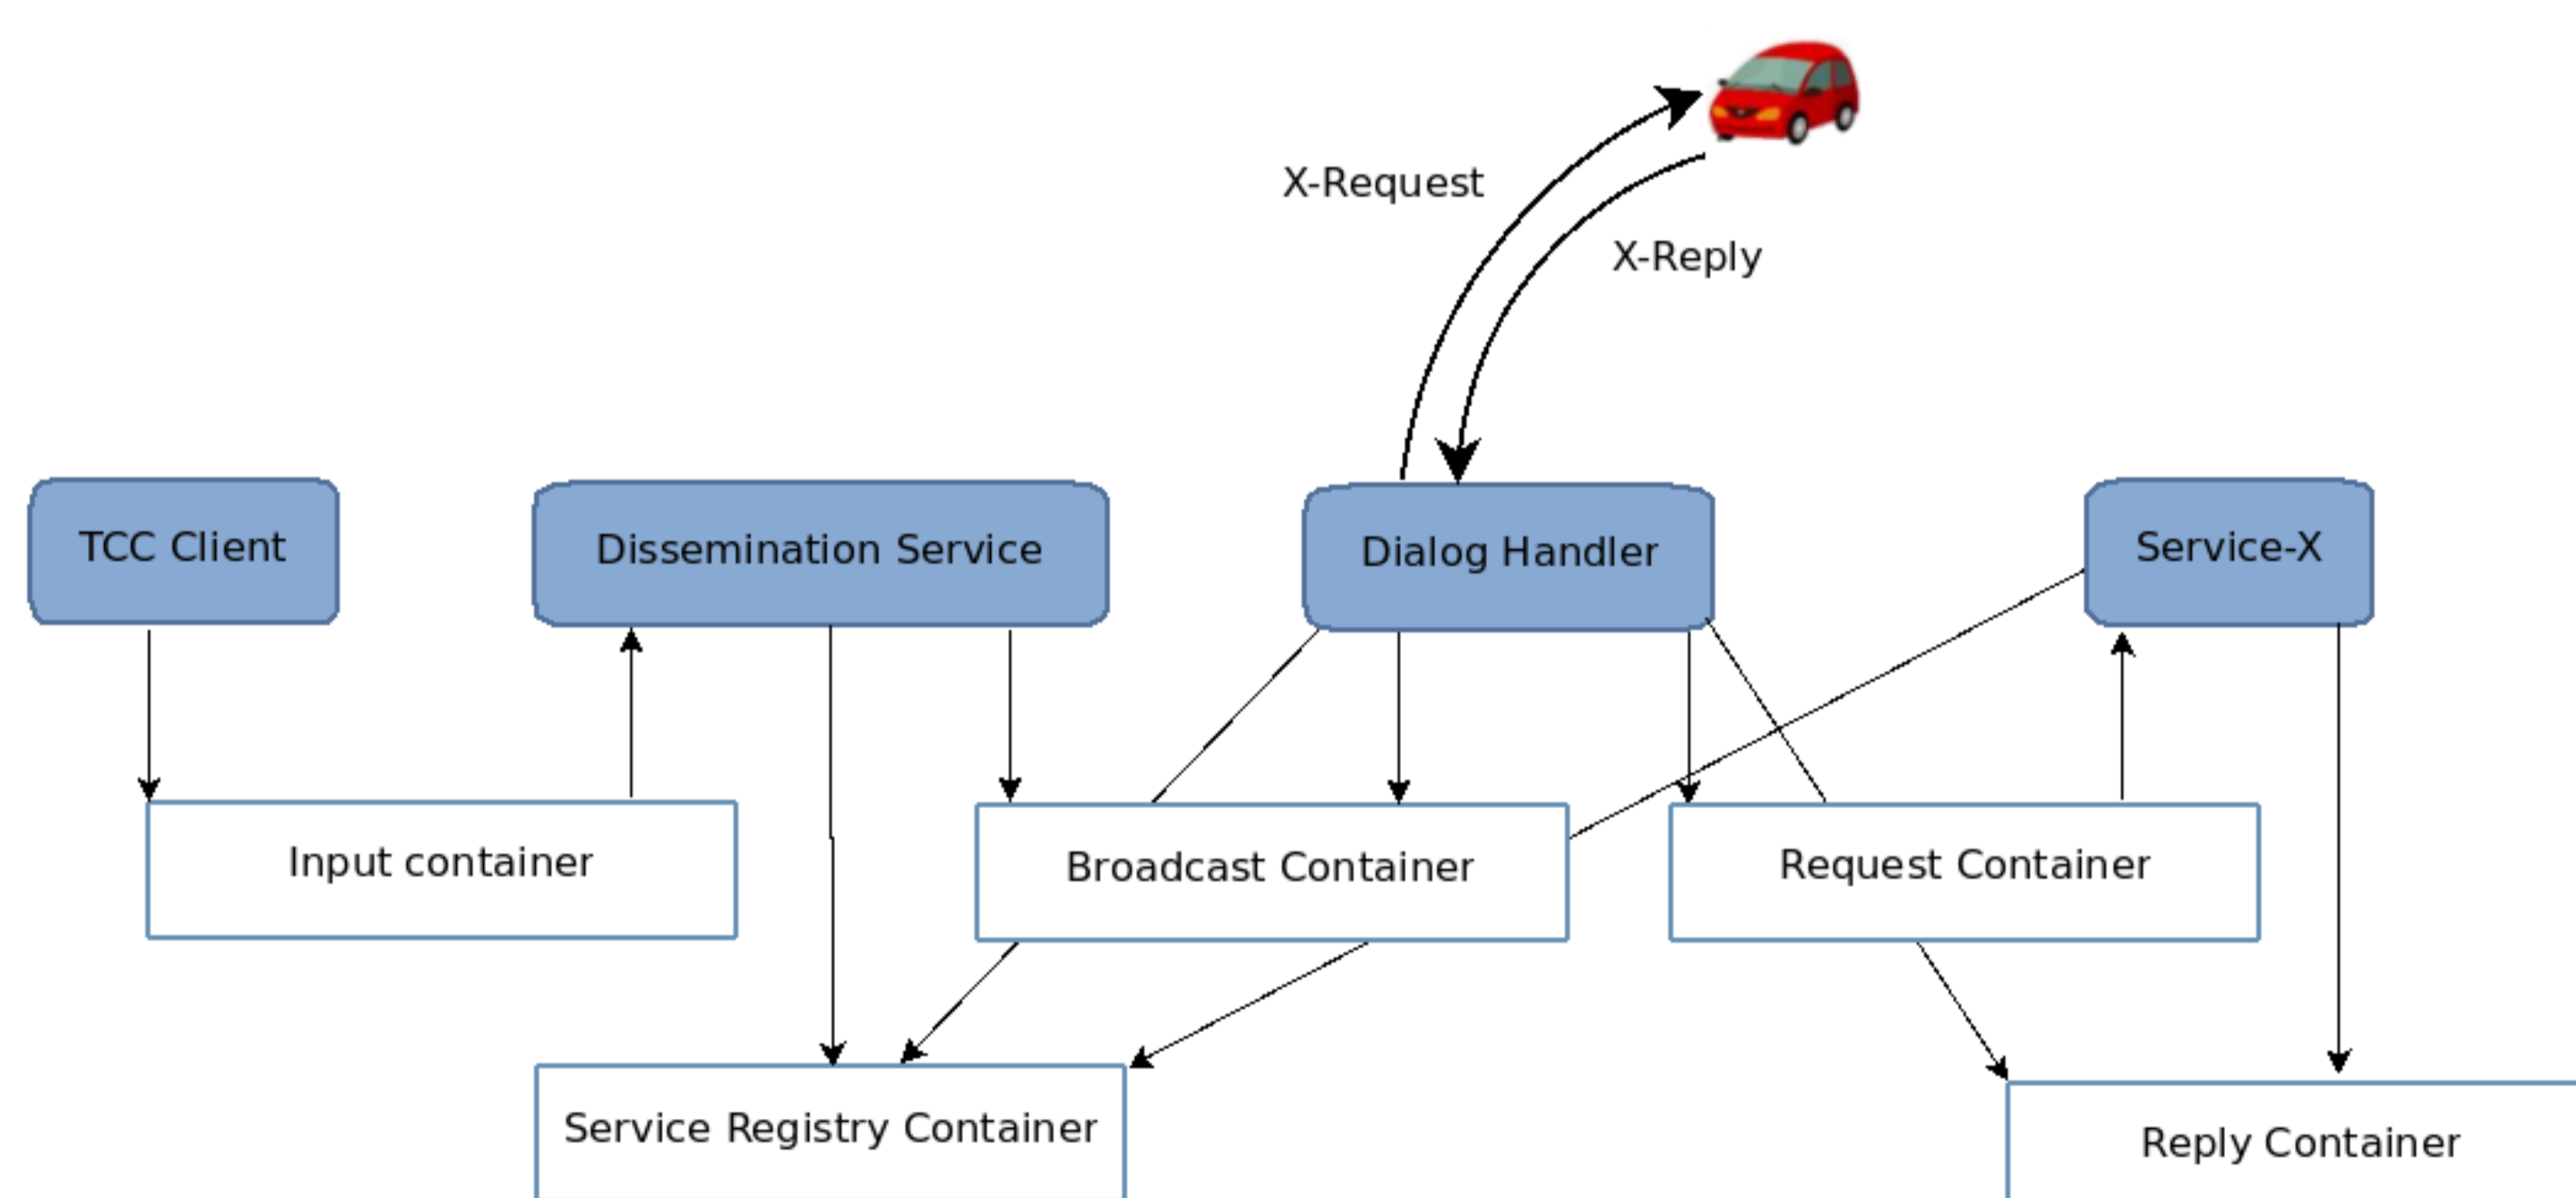 X-Request
X-Reply
TCC Client
Dissemination Service
Dialog Handler
Service-X
Input container
Broadcast Container
Request Container
Service Registry Container
Reply Container